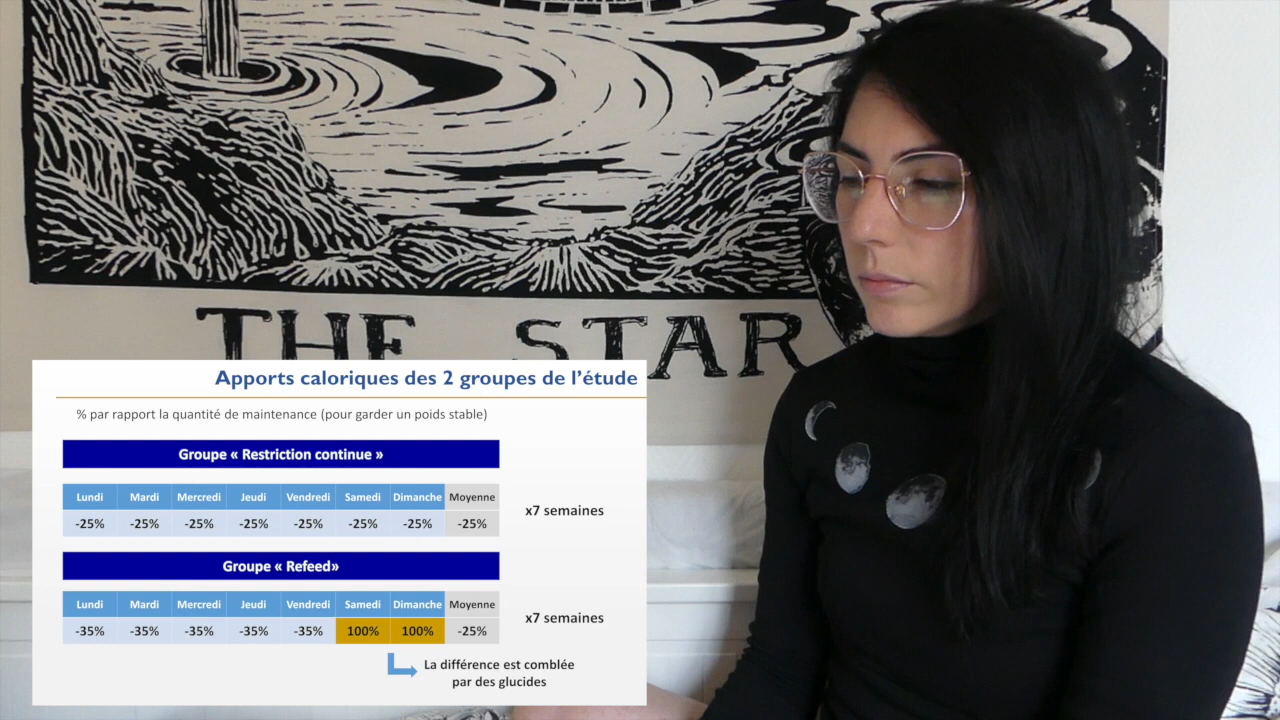 THE STAR
Apports caloriques des 2 groupes de l'étude
% par rapport la quantité de maintenance (pour garder un poids stable)
Groupe « Restriction continue »
Lundi Mardi Mercredi Jeudi Vendredi Samedi Dimanche Moyenne
-25% -25% -25% -25% -25% -25% -25% -25%
x7 semaines
Groupe « Refeed»
Lundi Mardi Mercredi Jeudi Vendredi Samedi Dimanche Moyenne
-35% -35% -35% -35% -35% 100% 100% -25%
x7 semaines
La différence est comblée
par des glucides